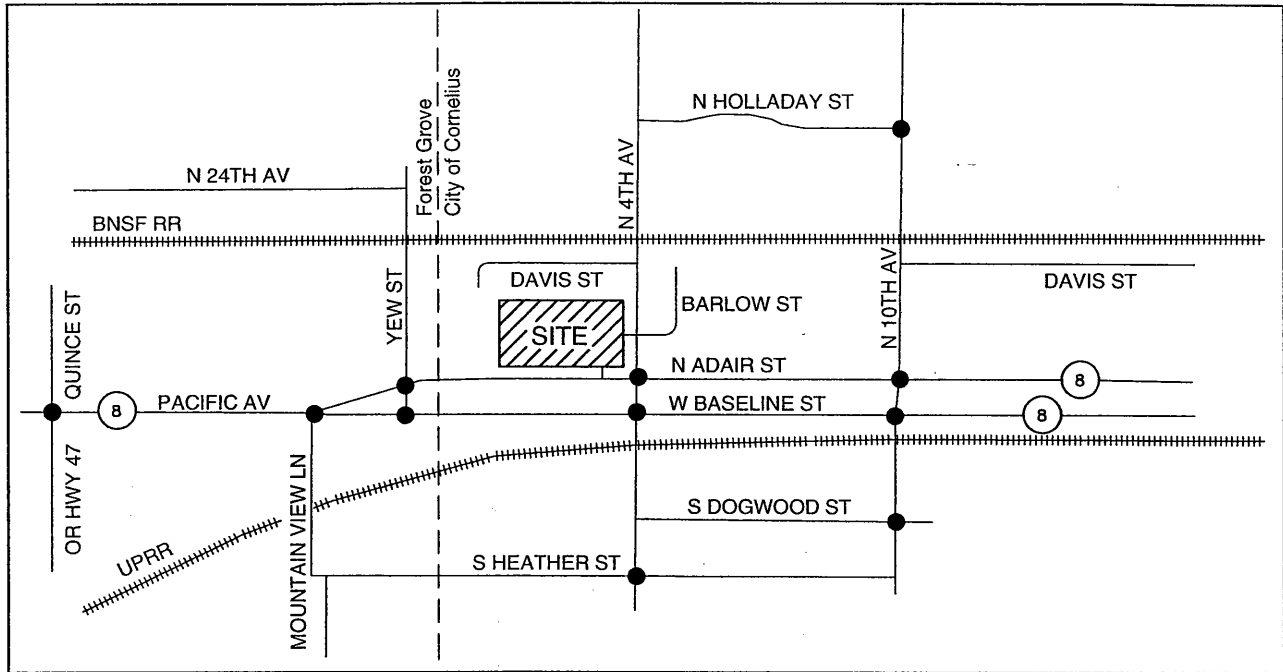 N HOLLADAY ST
N 24TH AV
Forest Grove
City of Cornelius
N 4TH AV
BNSF RR
QUINCE ST
YEW ST
DAVIS ST
BARLOW ST
N 10TH AV
DAVIS ST
SITE
N ADAIR ST
8
8
PACIFIC AV
W BASELINE ST
8
OR HWY 47
UPRR
MOUNTAIN VIEW LN
S DOGWOOD ST
S HEATHER ST